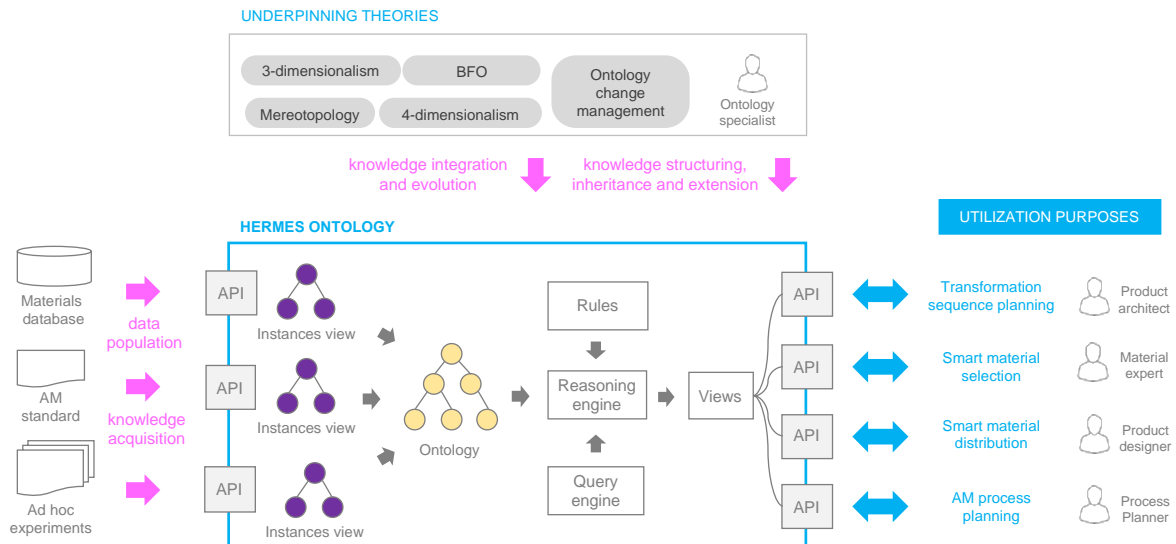 UNDERPINNING THEORIES
3-dimensionalism
BFO
Mereotopology
4-dimensionalism
Ontology
change
management
Ontology
specialist
knowledge integration
and evolution
knowledge structuring,
inheritance and extension
HERMES ONTOLOGY
UTILIZATION PURPOSES
Materials
database
data
population
AM
standard
knowledge
acquisition
Ad hoc
experiments
API
Instances view
API
Instances view
API
Instances view
Ontology
Rules
Reasoning
engine
Query
engine
Views
API
Transformation
sequence planning
Product
architect
API
Smart material
selection
Material
expert
API
Smart material
distribution
Product
designer
API
AM process
planning
Process
Planner